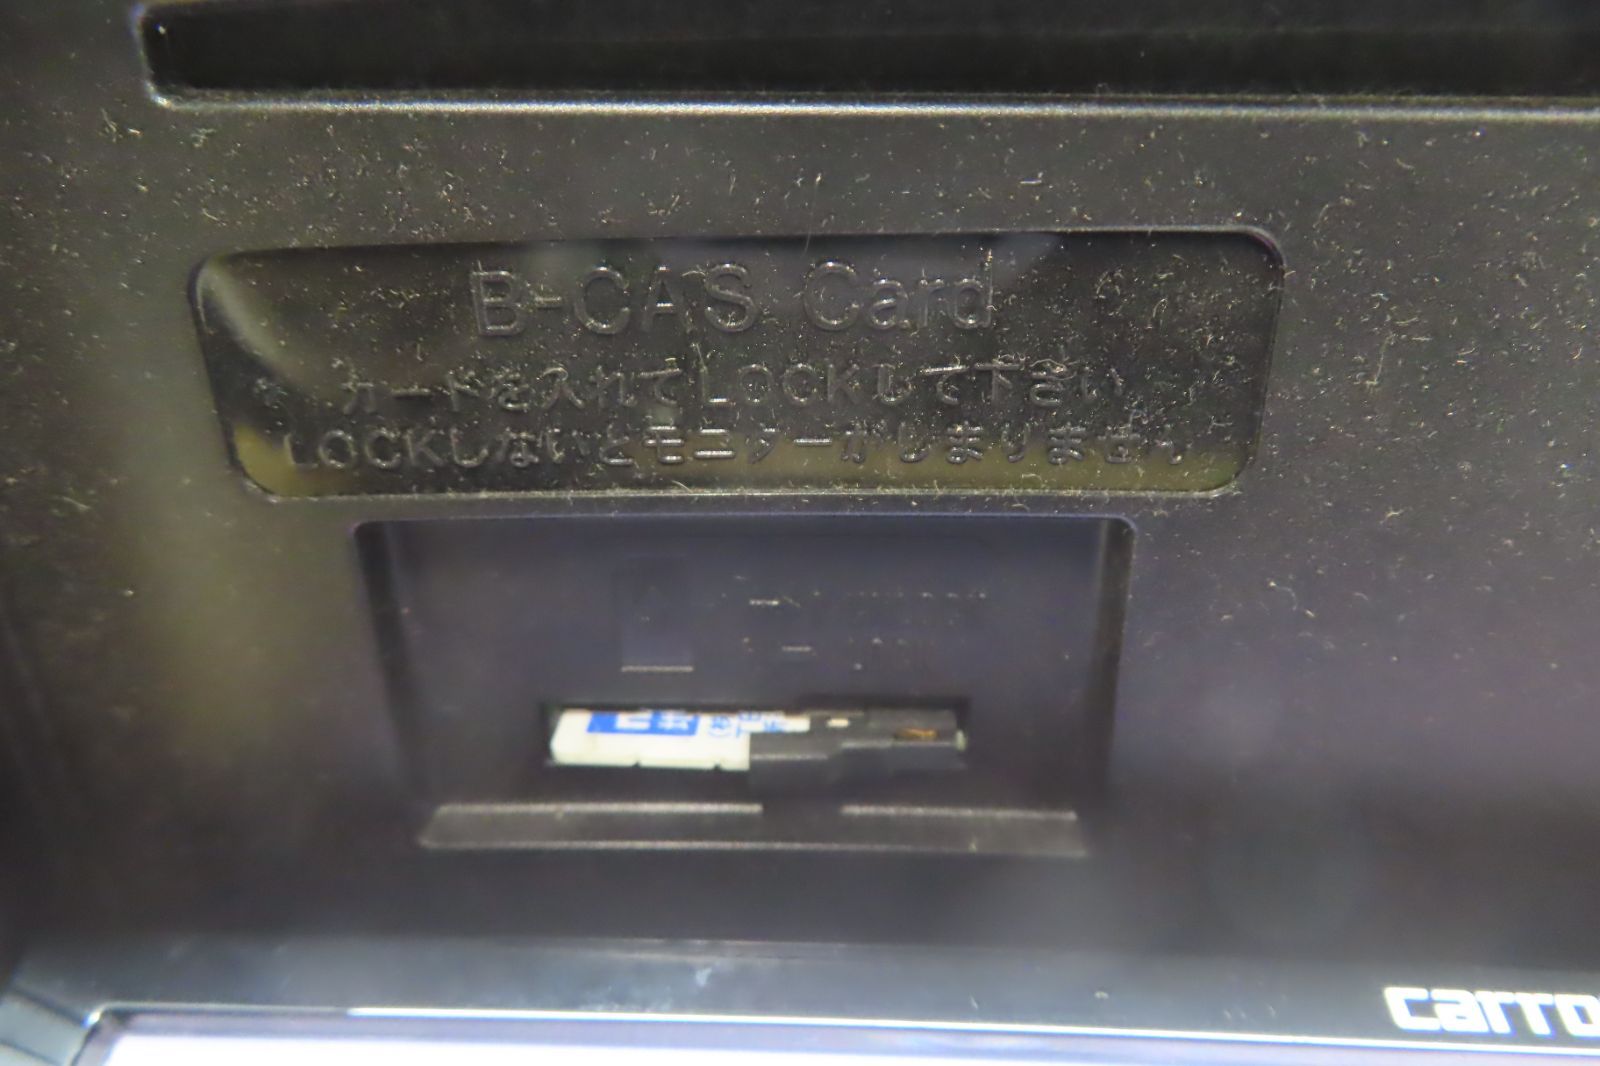 B-CAS Card
カードを入れてLOCKして下さい
LOCKしないとモニターがしまりません
carro